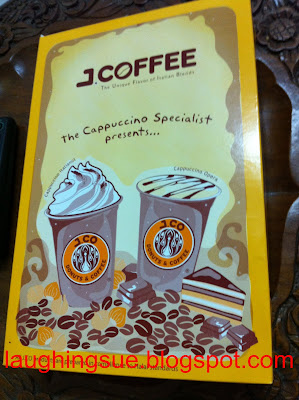 J.COFFEE
The Unique Flavor of Italian Blends
the Cappuccino Specialist
presents...
Cappuccino Opera
J.CO
DONUTS & COFFEE
J.CO
DONUTS & COFFEE
laughingsue.blogspot.com
standards